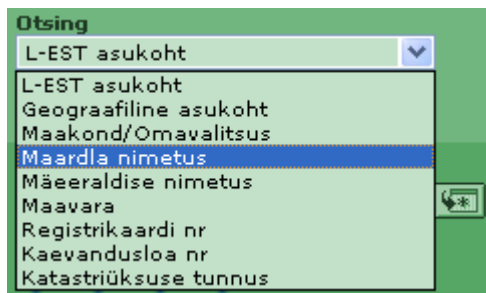 Otsing
L-EST asukoht
L-EST asukoht
Geograafiline asukoht
Maakond/Omavalitsus
Maardla nimetus
Mäeeraldise nimetus
Maavara
Registrikaardi nr
Kaevandusloa nr
Katastriüksuse tunnus